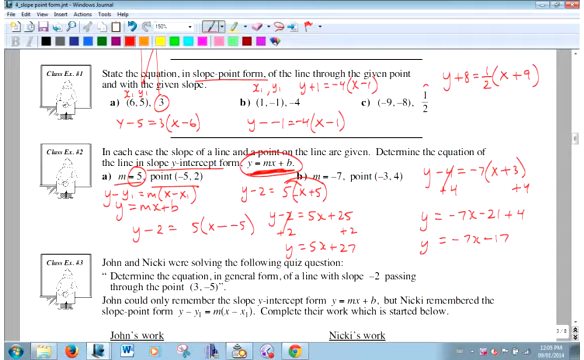 4_slope point form.jnt - Windows Journal
File Edit View Insert Actions Tools Help
150%
Class Ex. #1
State the equation, in slope-point form, of the line through the given point
and with the given slope.
x₁ y₁
x₁ y₁
y+1=-4(x-1)
y+8=1/2(x+9)
a) (6, 5), 3
b) (1, -1), -4
c) (-9, -8), 1/2
y-5=3(x-6)
y--1=-4(x-1)
Class Ex. #2
In each case the slope of a line and a point on the line are given. Determine the equation of
the line in slope y-intercept form, y = mx + b.
a) m = 5, point (-5, 2)
b) m = -7, point (-3, 4)
y-y₁=m(x-x₁)
y=mx+b
y-2= 5(x--5)
y-2= 5(x+5)
y-2=5x+25
+2 +2
y=5x+27
y-4=-7(x+3)
+4 +4
y=-7x-21+4
y=-7x-17
Class Ex. #3
John and Nicki were solving the following quiz question:
" Determine the equation, in general form, of a line with slope -2 passing
through the point (3, -5)".
John could only remember the slope y-intercept form y = mx + b, but Nicki remembered the
slope-point form y - y₁ = m(x - x₁). Complete their work which is started below.
John's work
Nicki's work
12:05 PM